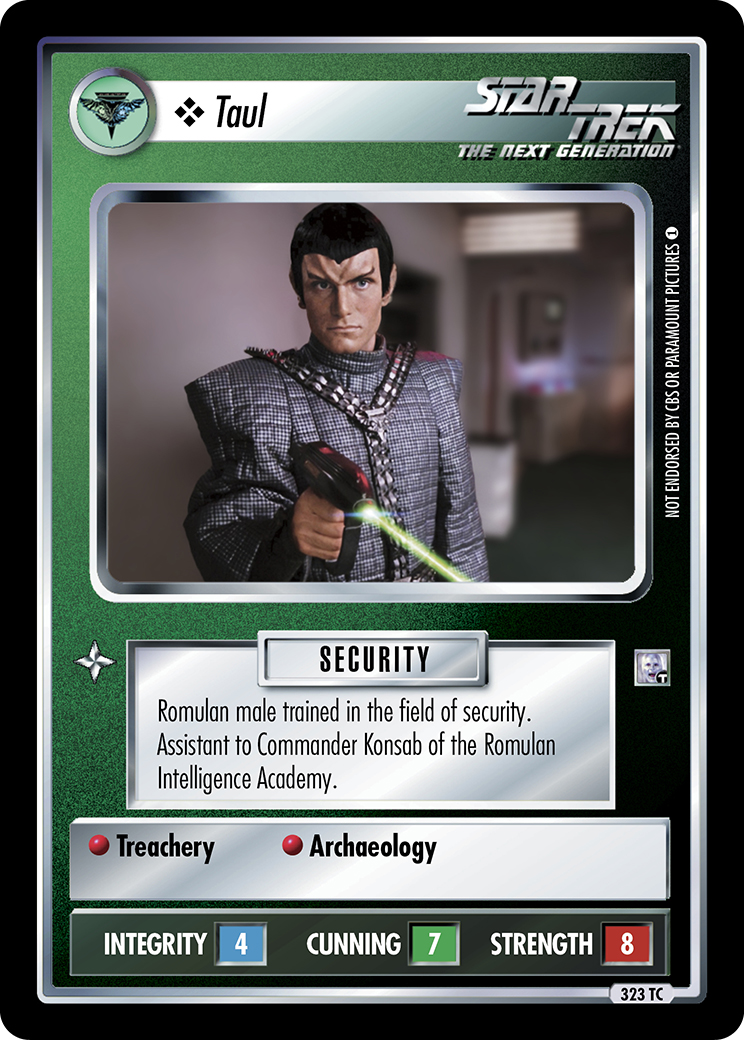 ❖ Taul
STAR TREK
THE NEXT GENERATION
NOT ENDORSED BY CBS OR PARAMOUNT PICTURES 1
SECURITY
Romulan male trained in the field of security.
Assistant to Commander Konsab of the Romulan
Intelligence Academy.
T
Treachery Archaeology
INTEGRITY 4 CUNNING 7 STRENGTH 8
323 TC